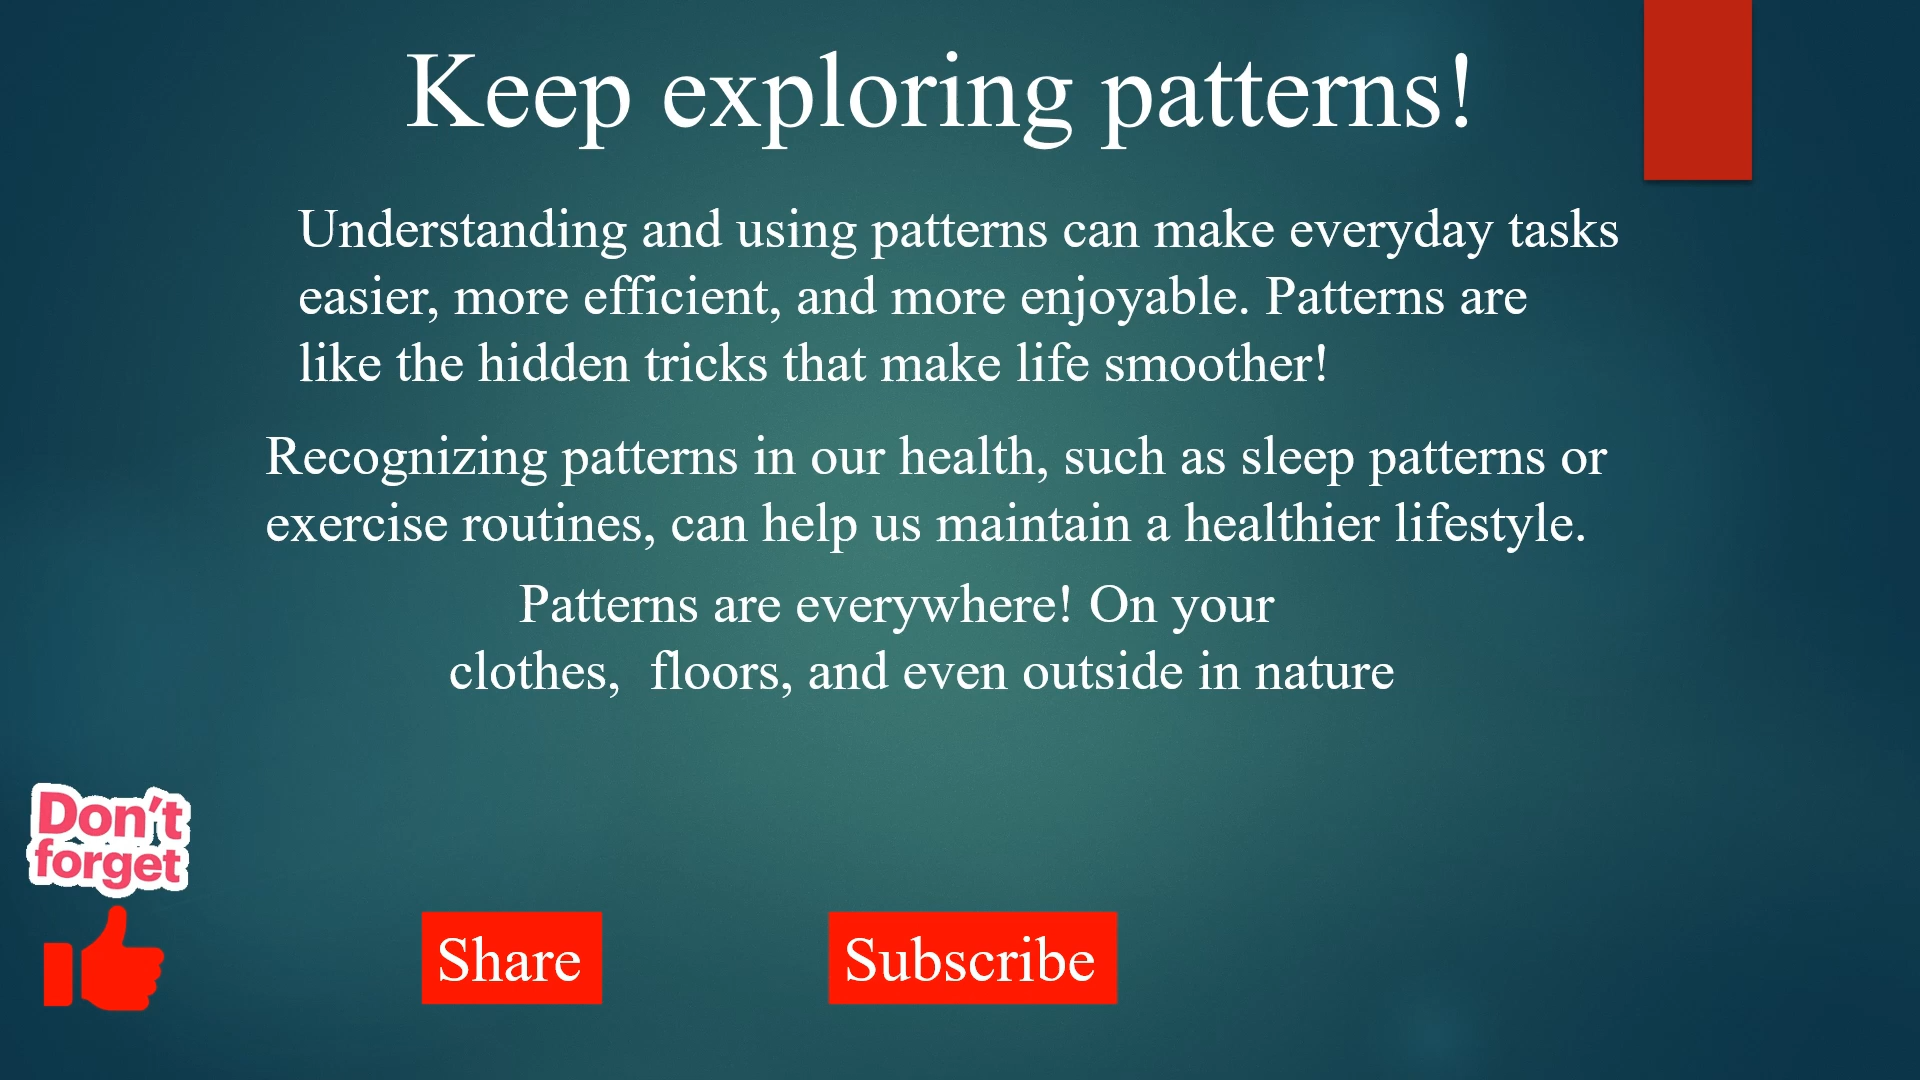 Keep exploring patterns!
Understanding and using patterns can make everyday tasks
easier, more efficient, and more enjoyable. Patterns are
like the hidden tricks that make life smoother!
Recognizing patterns in our health, such as sleep patterns or
exercise routines, can help us maintain a healthier lifestyle.
Patterns are everywhere! On your
clothes,  floors, and even outside in nature
Don't
forget
Share
Subscribe